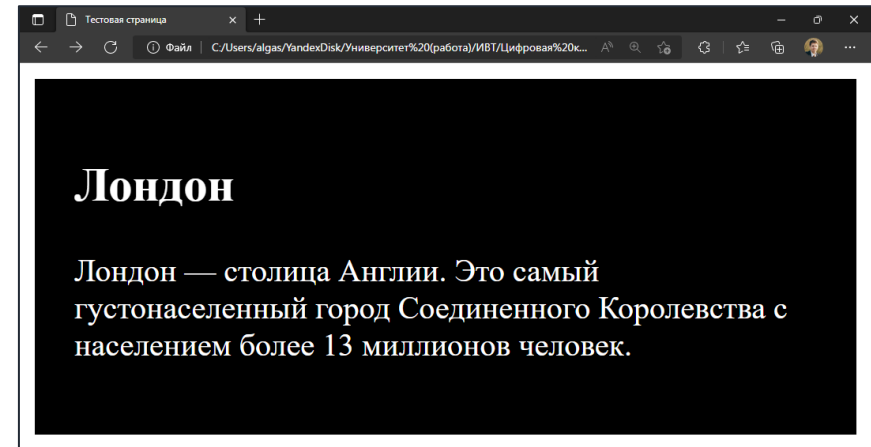 Тестовая страница
Файл C:/Users/algas/YandexDisk/Университет%20(работа)/ИВТ/Цифровая%20к...
Лондон
Лондон — столица Англии. Это самый
густонаселенный город Соединенного Королевства с
населением более 13 миллионов человек.